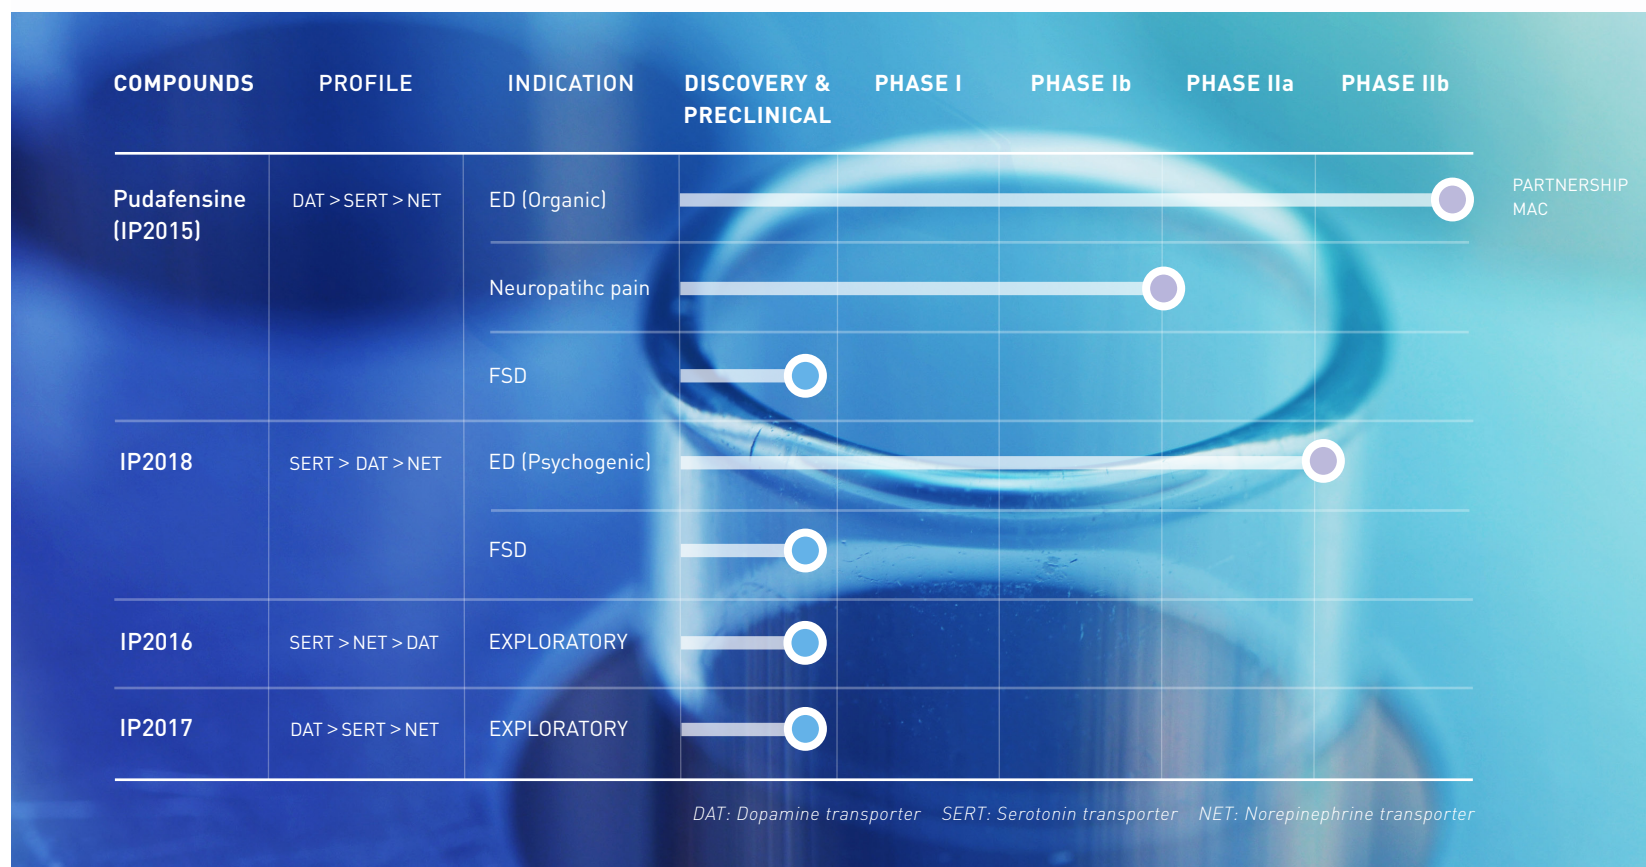 COMPOUNDS PROFILE INDICATION DISCOVERY & PRECLINICAL PHASE I PHASE Ib PHASE IIa PHASE IIb
Pudafensine (IP2015) DAT > SERT > NET ED (Organic) PARTNERSHIP MAC
Neuropatihc pain
FSD
IP2018 SERT > DAT > NET ED (Psychogenic)
FSD
IP2016 SERT > NET > DAT EXPLORATORY
IP2017 DAT > SERT > NET EXPLORATORY
DAT: Dopamine transporter SERT: Serotonin transporter NET: Norepinephrine transporter